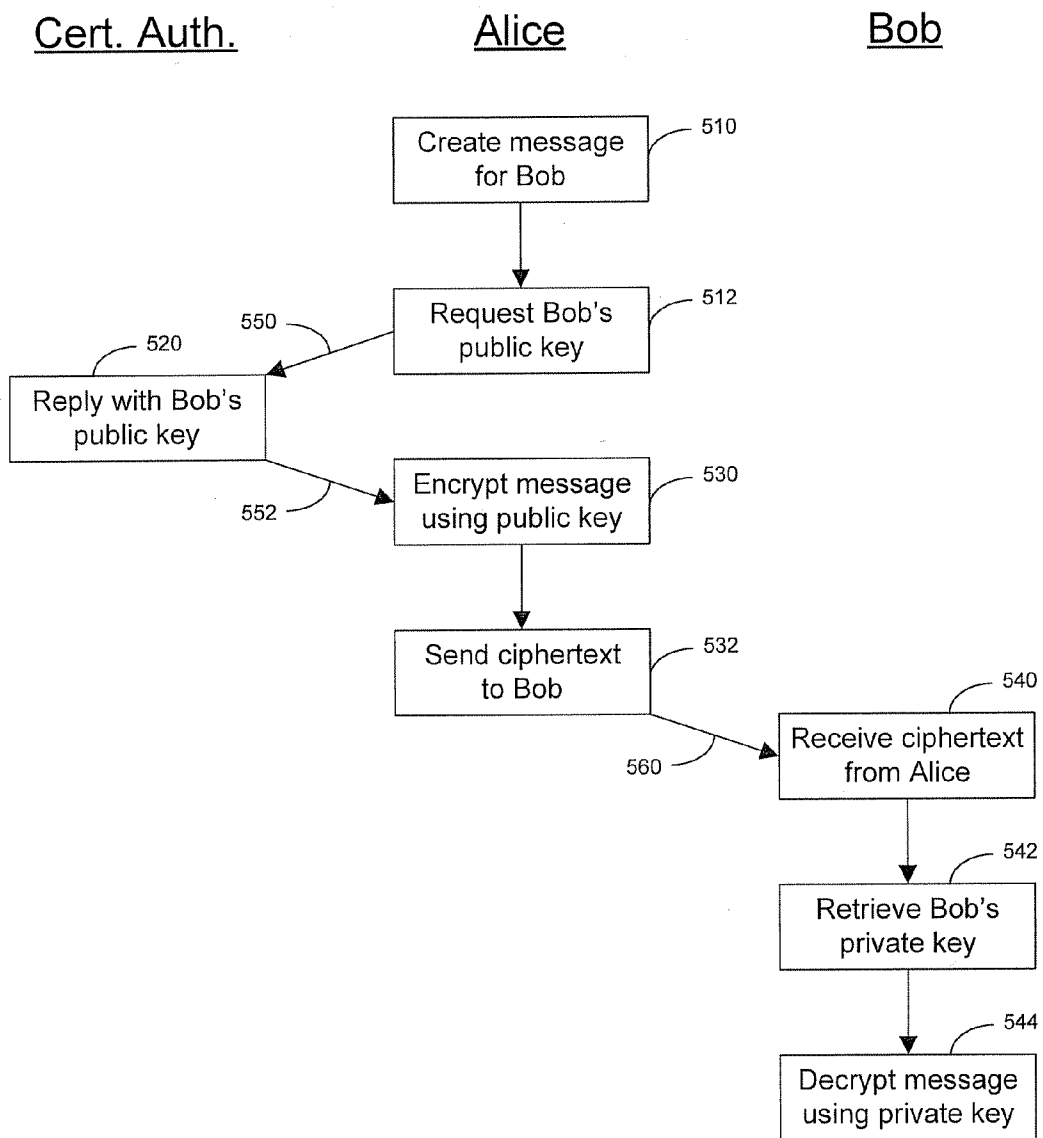 Cert. Auth.
Alice
Bob
Create message
for Bob
510
Request Bob's
public key
512
550
520
Reply with Bob's
public key
552
Encrypt message
using public key
530
Send ciphertext
to Bob
532
560
540
Receive ciphertext
from Alice
542
Retrieve Bob's
private key
544
Decrypt message
using private key